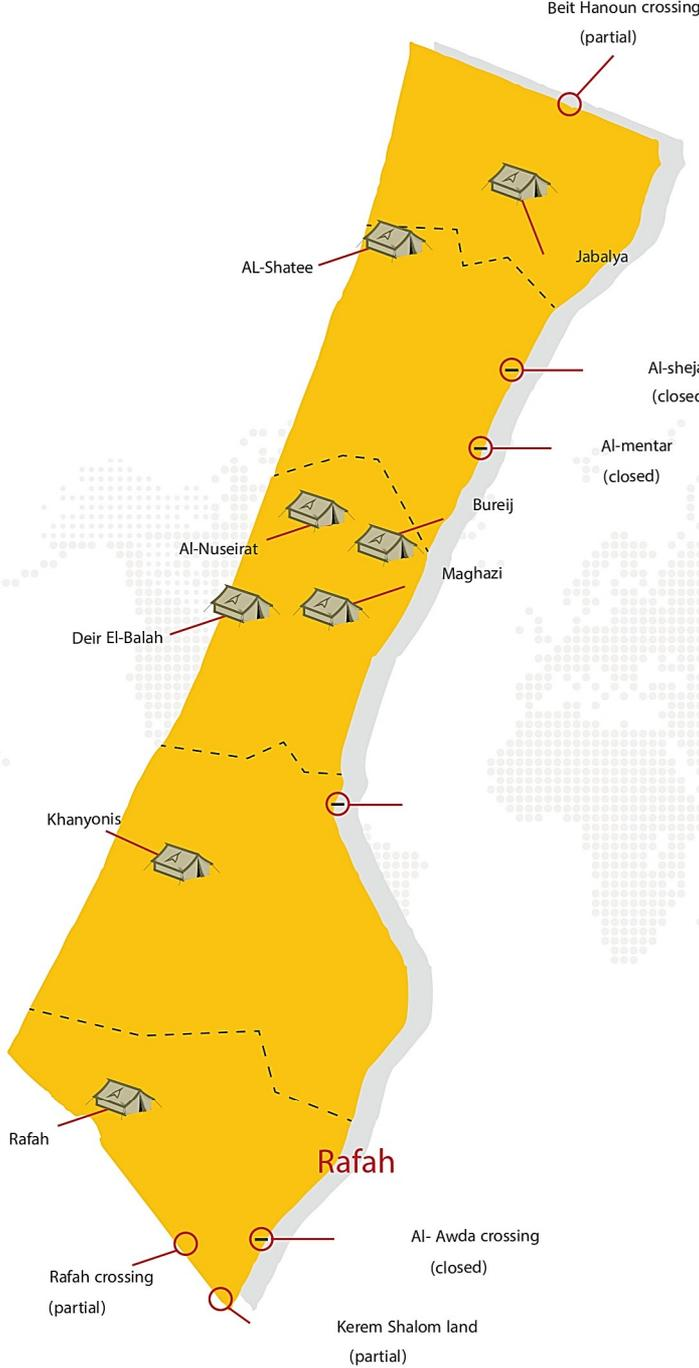 Beit Hanoun crossing
(partial)
Jabalya
AL-Shatee
Al-mentar
(closed)
Bureij
Al-Nuseirat
Maghazi
Deir El-Balah
Khanyonis
Rafah
Rafah
Al- Awda crossing
(closed)
Rafah crossing
(partial)
Kerem Shalom land
(partial)